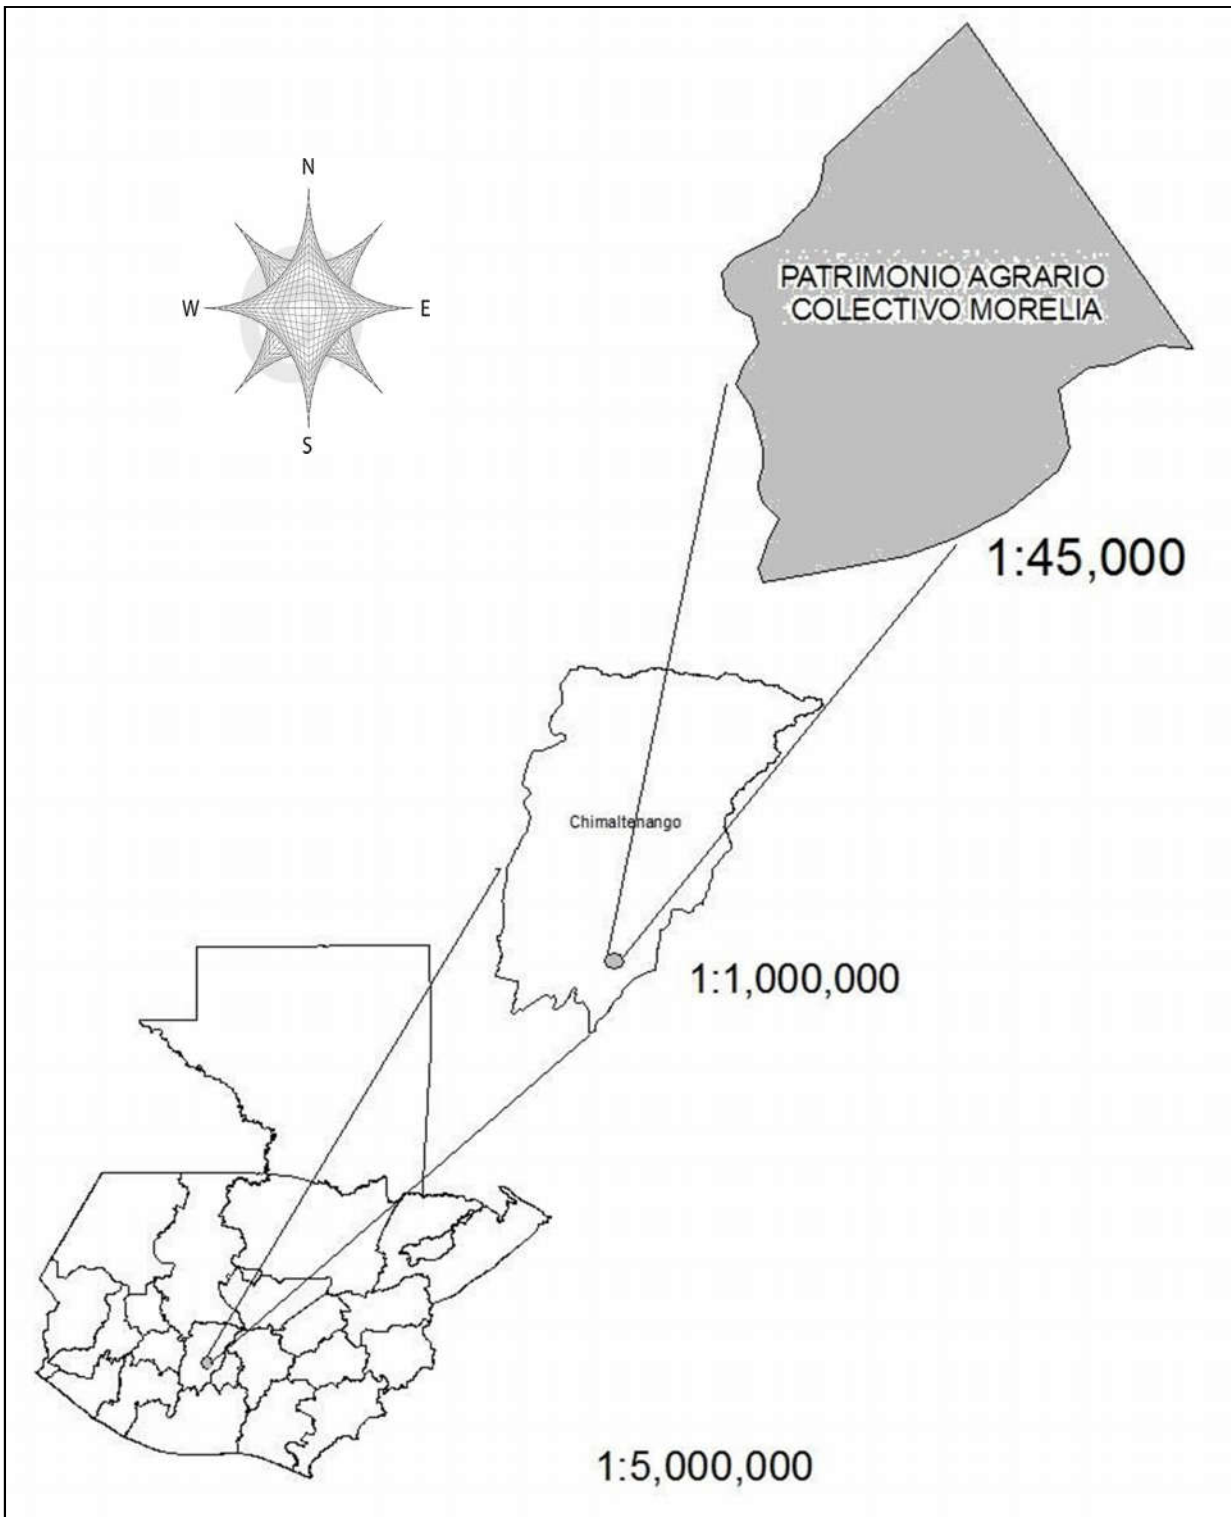 N
W
E
S
PATRIMONIO AGRARIO
COLECTIVO MORELIA
1:45,000
Chimaltenango
1:1,000,000
1:5,000,000